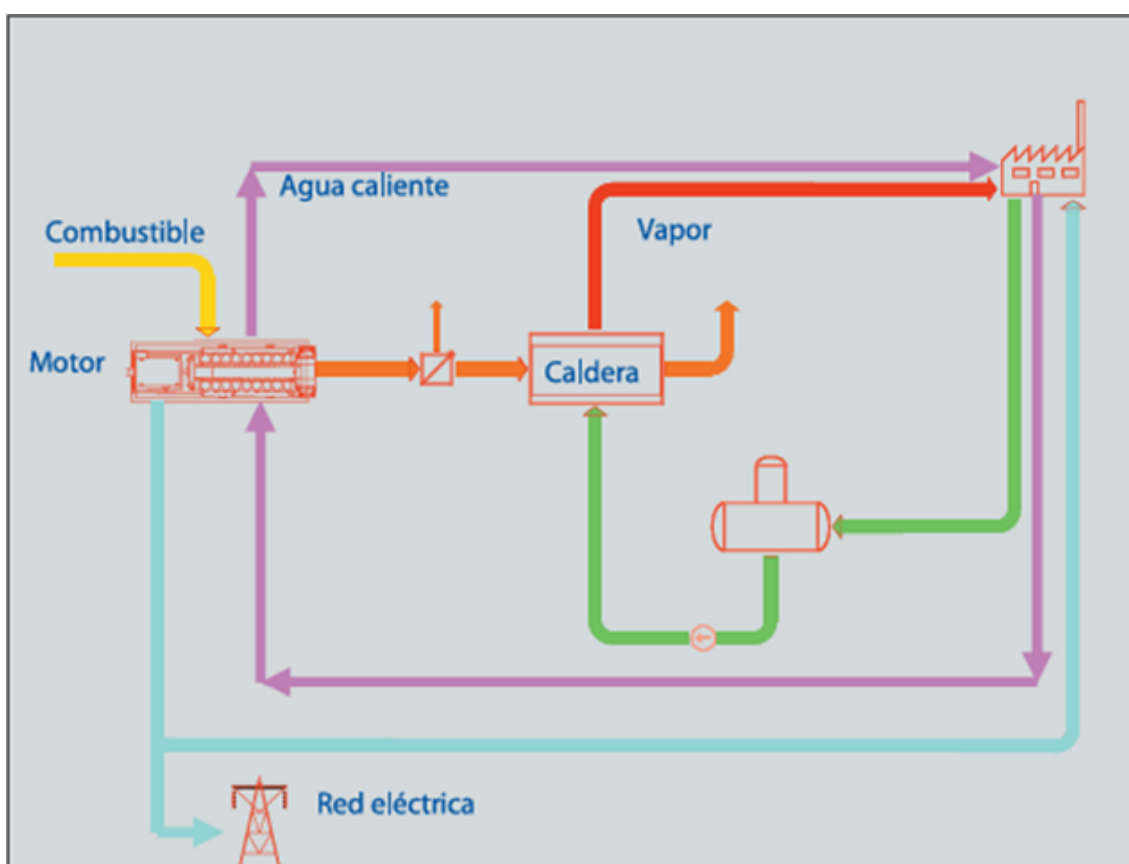 Agua caliente
Combustible
Vapor
Motor
Caldera
Red eléctrica